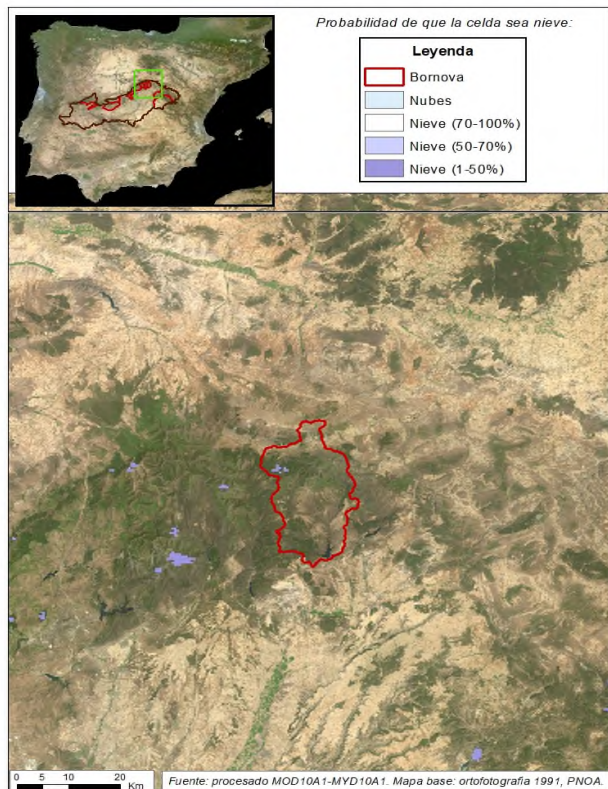 Probabilidad de que la celda sea nieve:
Leyenda
Bornova
Nubes
Nieve (70-100%)
Nieve (50-70%)
Nieve (1-50%)
0 5 10 20
Km
Fuente: procesado MOD10A1-MYD10A1. Mapa base: ortofotografia 1991, PNOA.